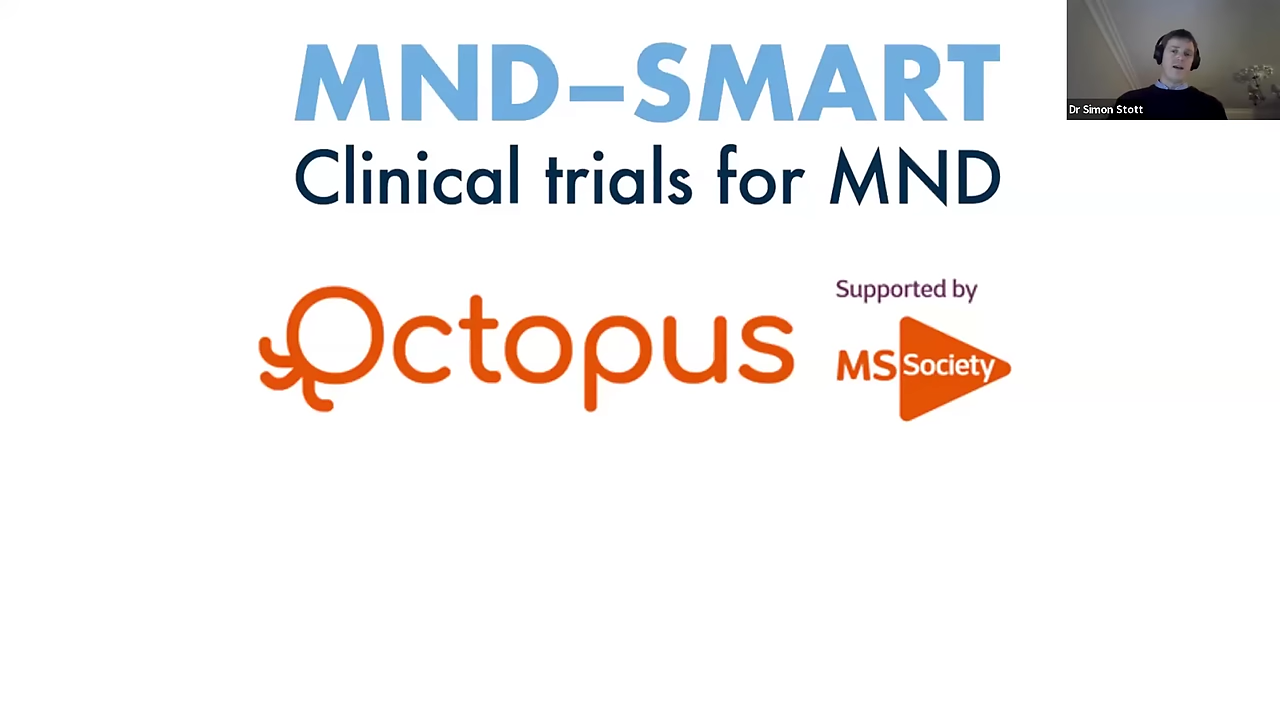 MND–SMART
Clinical trials for MND
Octopus
Supported by
MS Society
Dr Simon Stott